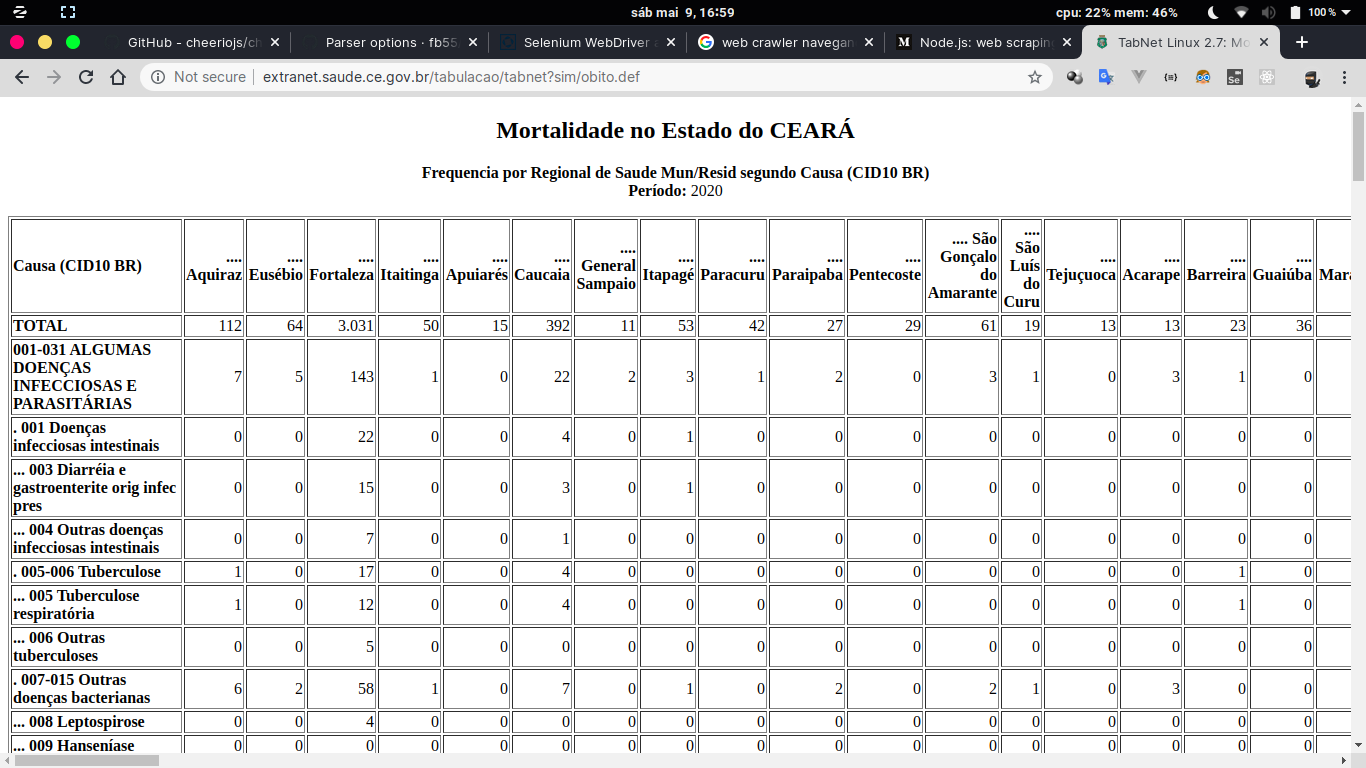 sáb mai 9, 16:59
cpu: 22% mem: 46%
100%
GitHub - cheeriojs/ch
Parser options · fb55
Selenium WebDriver a
web crawler navegan
Node.js: web scraping
TabNet Linux 2.7: Mo
Not secure | extranet.saude.ce.gov.br/tabulacao/tabnet?sim/obito.def
Mortalidade no Estado do CEARÁ
Frequencia por Regional de Saude Mun/Resid segundo Causa (CID10 BR)
Período: 2020
Causa (CID10 BR) .... Aquiraz .... Eusébio .... Fortaleza .... Itaitinga .... Apuiarés .... Caucaia .... General Sampaio .... Itapagé .... Paracuru .... Paraipaba .... Pentecoste .... São Gonçalo do Amarante .... São Luís do Curu .... Tejuçuoca .... Acarape .... Barreira .... Guaiúba
TOTAL 112 64 3.031 50 15 392 11 53 42 27 29 61 19 13 13 23 36
001-031 ALGUMAS DOENÇAS INFECCIOSAS E PARASITÁRIAS 7 5 143 1 0 22 2 3 1 2 0 3 1 0 3 1 0
. 001 Doenças infecciosas intestinais 0 0 22 0 0 4 0 1 0 0 0 0 0 0 0 0 0
... 003 Diarréia e gastroenterite orig infec pres 0 0 15 0 0 3 0 1 0 0 0 0 0 0 0 0 0
... 004 Outras doenças infecciosas intestinais 0 0 7 0 0 1 0 0 0 0 0 0 0 0 0 0 0
. 005-006 Tuberculose 1 0 17 0 0 4 0 0 0 0 0 0 0 0 0 1 0
... 005 Tuberculose respiratória 1 0 12 0 0 4 0 0 0 0 0 0 0 0 0 1 0
... 006 Outras tuberculoses 0 0 5 0 0 0 0 0 0 0 0 0 0 0 0 0 0
. 007-015 Outras doenças bacterianas 6 2 58 1 0 7 0 1 0 2 0 2 1 0 3 0 0
... 008 Leptospirose 0 0 4 0 0 0 0 0 0 0 0 0 0 0 0 0 0
... 009 Hanseníase 0 0 0 0 0 0 0 0 0 0 0 0 0 0 0 0 0